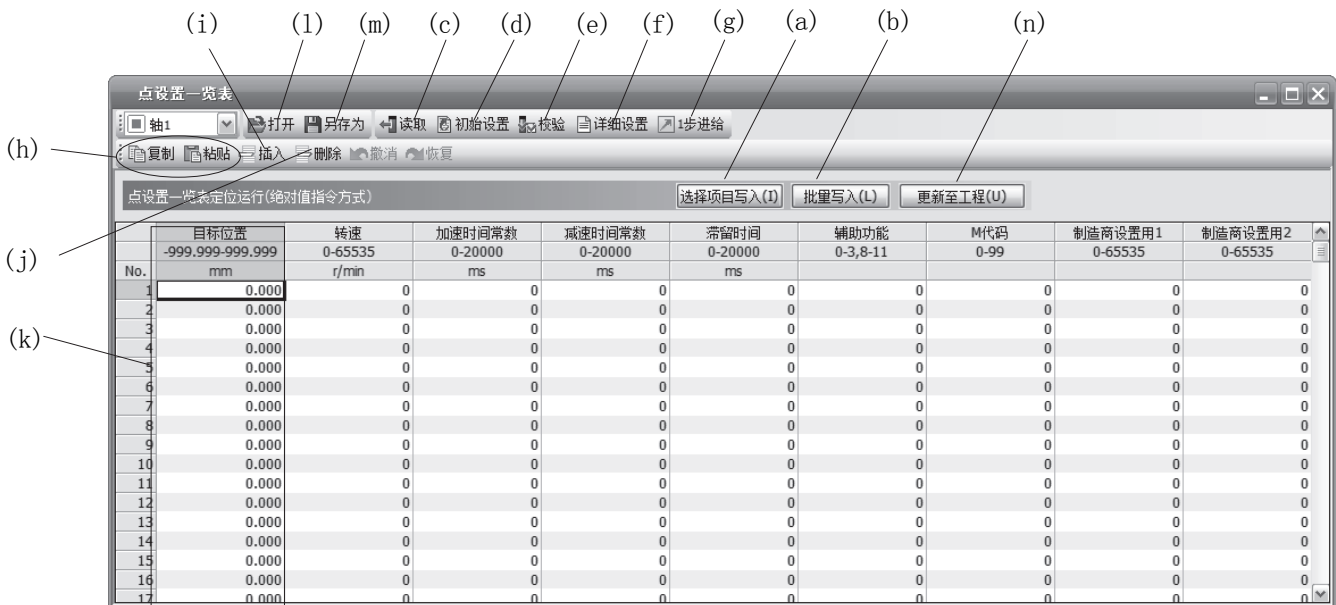 (i) (l) (m) (c) (d) (e) (f) (g) (a) (b) (n)
点设置一览表
轴1 打开 另存为 读取 初始设置 校验 详细设置 1步进给
(h)
复制 粘贴 插入 删除 撤消 恢复
点设置一览表定位运行(绝对值指令方式) 选择项目写入(I) 批量写入(L) 更新至工程(U)
目标位置 转速 加速时间常数 减速时间常数 滞留时间 辅助功能 M代码 制造商设置用1 制造商设置用2
(j)
-999.999-999.999 0-65535 0-20000 0-20000 0-20000 0-3,8-11 0-99 0-65535 0-65535
No. mm r/min ms ms ms
1 0.000 0 0 0 0 0 0 0 0
2 0.000 0 0 0 0 0 0 0 0
3 0.000 0 0 0 0 0 0 0 0
(k)
4 0.000 0 0 0 0 0 0 0 0
5 0.000 0 0 0 0 0 0 0 0
6 0.000 0 0 0 0 0 0 0 0
7 0.000 0 0 0 0 0 0 0 0
8 0.000 0 0 0 0 0 0 0 0
9 0.000 0 0 0 0 0 0 0 0
10 0.000 0 0 0 0 0 0 0 0
11 0.000 0 0 0 0 0 0 0 0
12 0.000 0 0 0 0 0 0 0 0
13 0.000 0 0 0 0 0 0 0 0
14 0.000 0 0 0 0 0 0 0 0
15 0.000 0 0 0 0 0 0 0 0
16 0.000 0 0 0 0 0 0 0 0
17 0.000 0 0 0 0 0 0 0 0